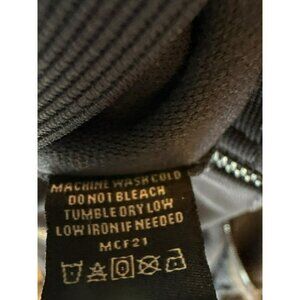 MACHINE WASH COLD
DO NOT BLEACH
TUMBLE DRY LOW
LOW IRON IF NEEDED
MCF21